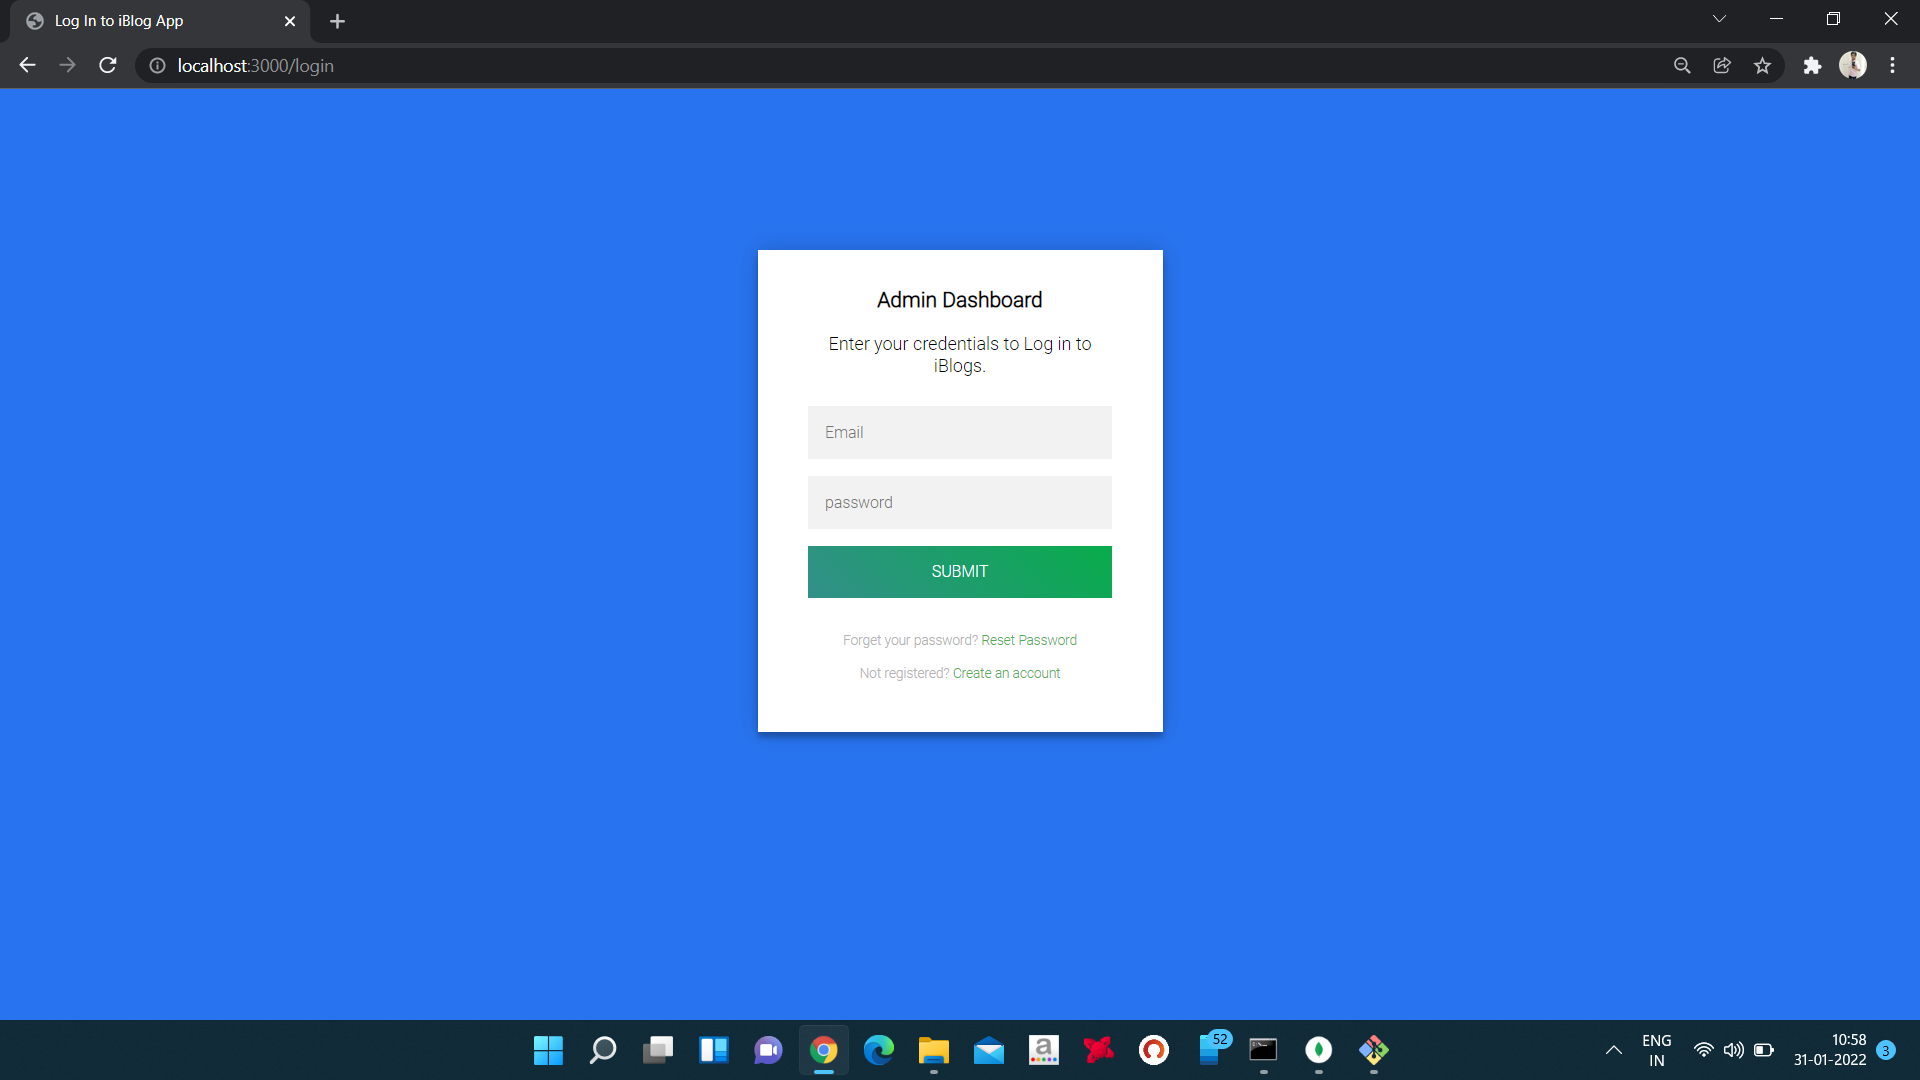 Log In to iBlog App
localhost:3000/login
Admin Dashboard
Enter your credentials to Log in to
iBlogs.
Email
password
SUBMIT
Forget your password? Reset Password
Not registered? Create an account
a
52
ENG
IN
10:58
31-01-2022
3